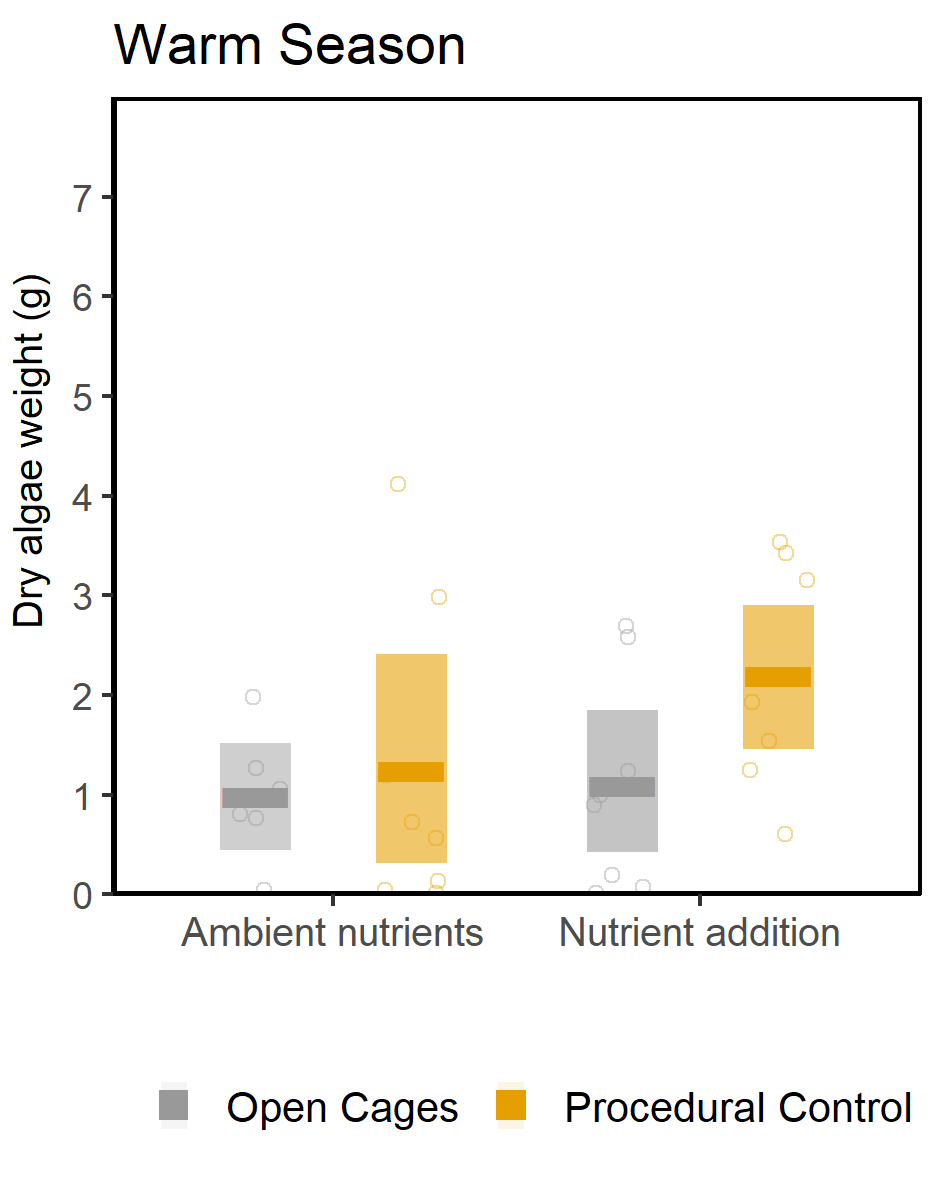 Warm Season
Dry algae weight (g)
7
6
5
4
3
2
1
0
Ambient nutrients Nutrient addition
Open Cages Procedural Control